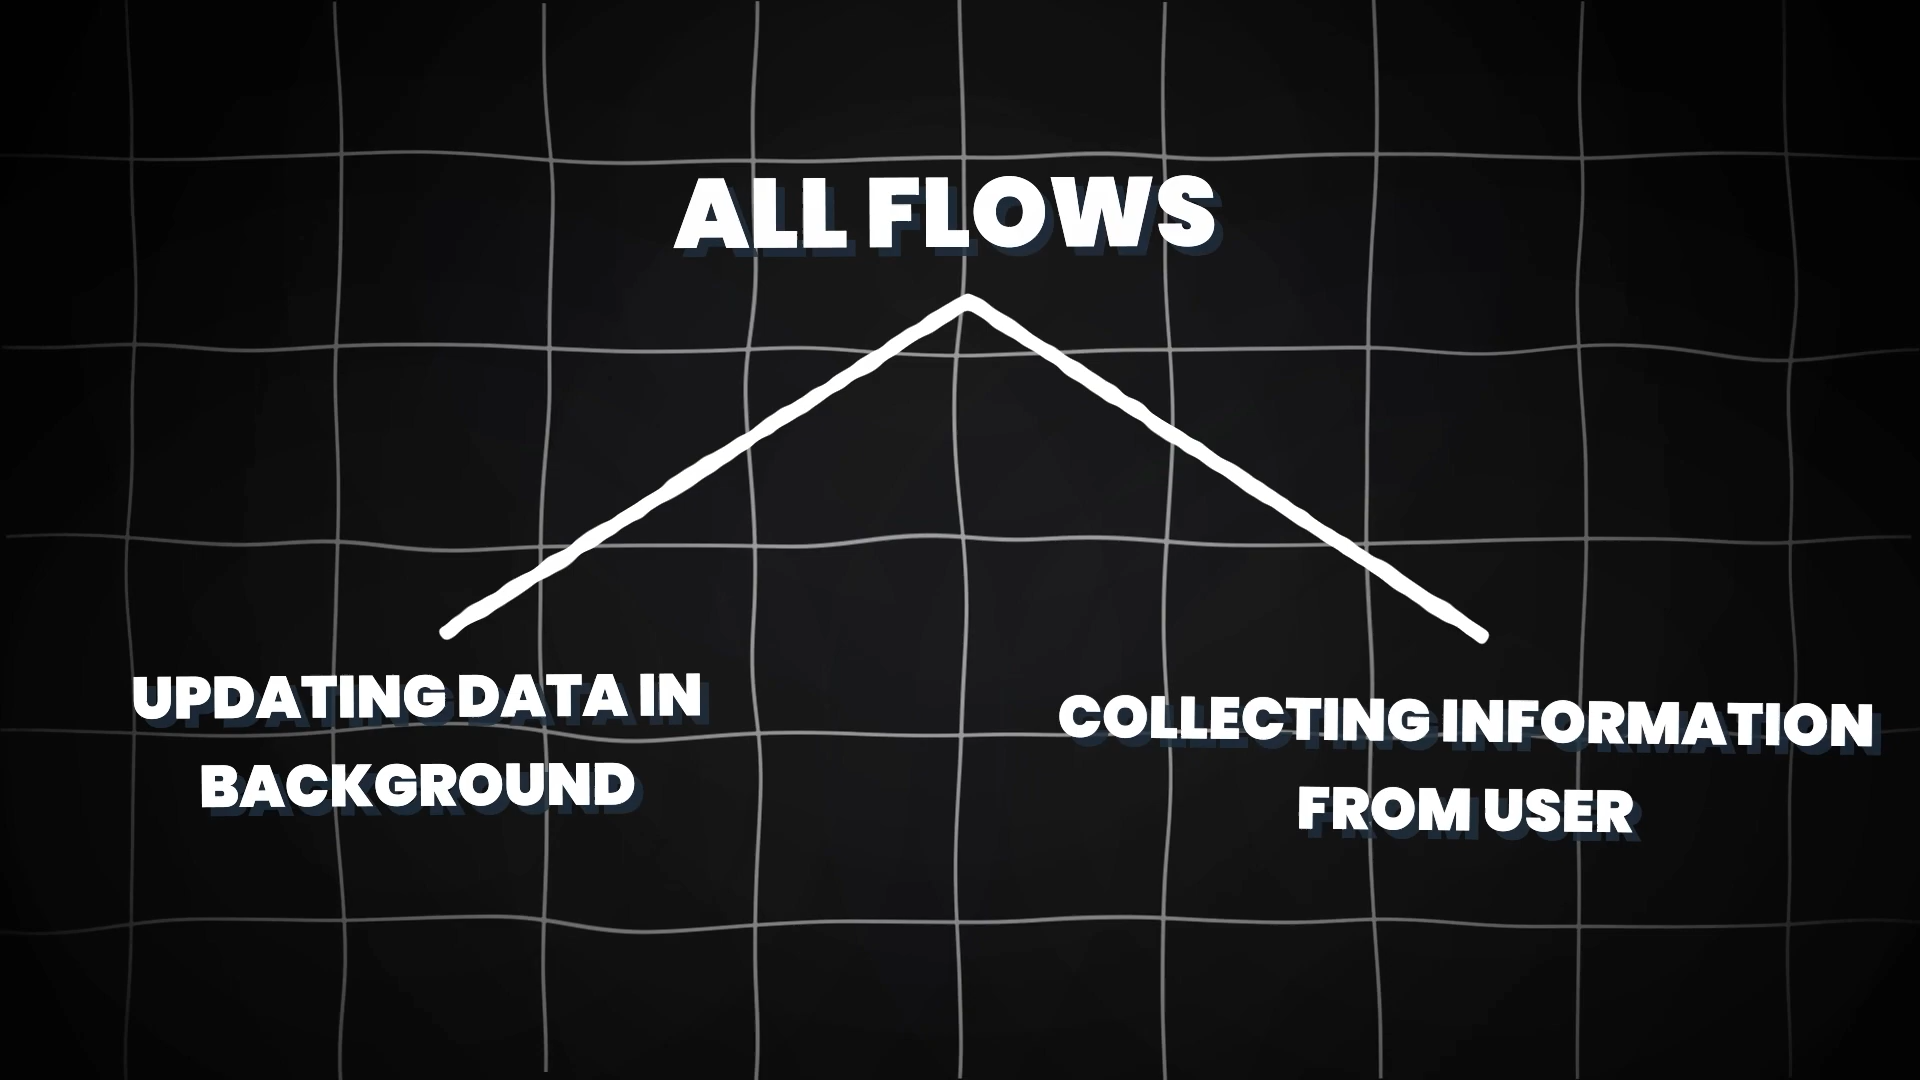 ALL FLOWS
UPDATING DATA IN
BACKGROUND
COLLECTING INFORMATION
FROM USER